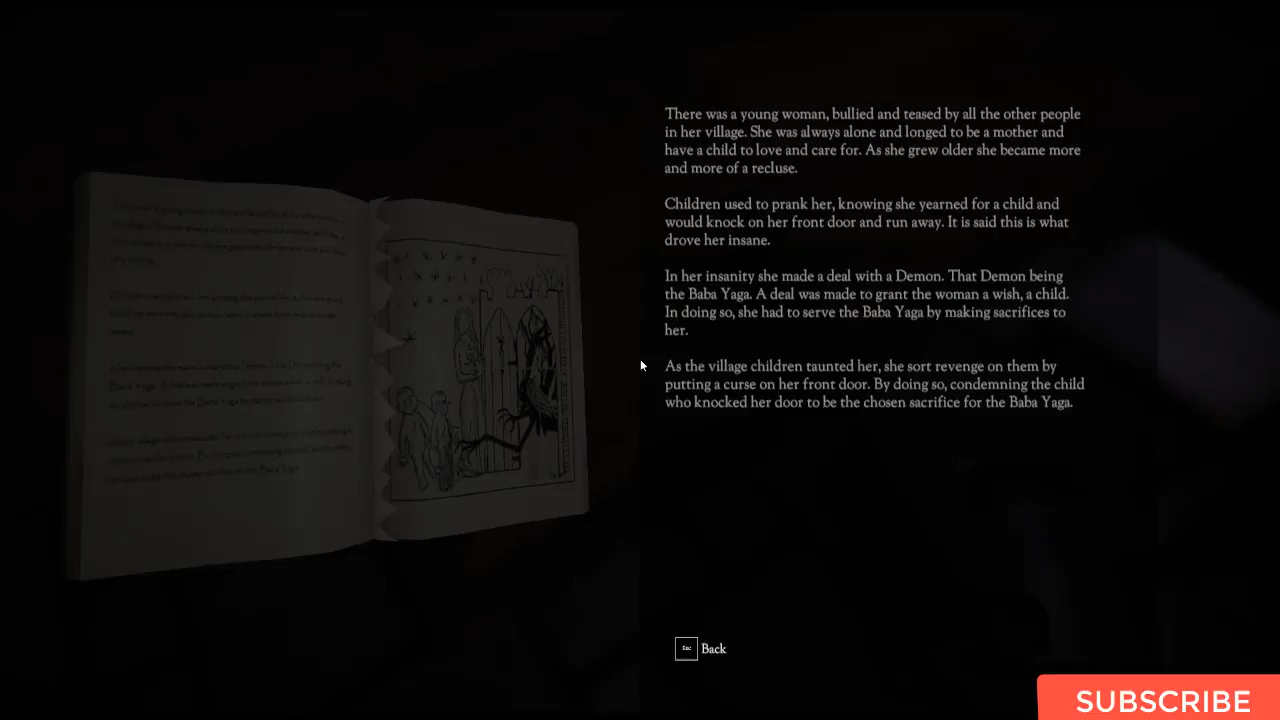 There was a young woman, bullied and teased by all the other people
in her village. She was always alone and longed to be a mother and
have a child to love and care for. As she grew older she became more
and more of a recluse.
Children used to prank her, knowing she yearned for a child and
would knock on her front door and run away. It is said this is what
drove her insane.
In her insanity she made a deal with a Demon. That Demon being
the Baba Yaga. A deal was made to grant the woman a wish, a child.
In doing so, she had to serve the Baba Yaga by making sacrifices to
her.
As the village children taunted her, she sort revenge on them by
putting a curse on her front door. By doing so, condemning the child
who knocked her door to be the chosen sacrifice for the Baba Yaga.
Esc Back
SUBSCRIBE